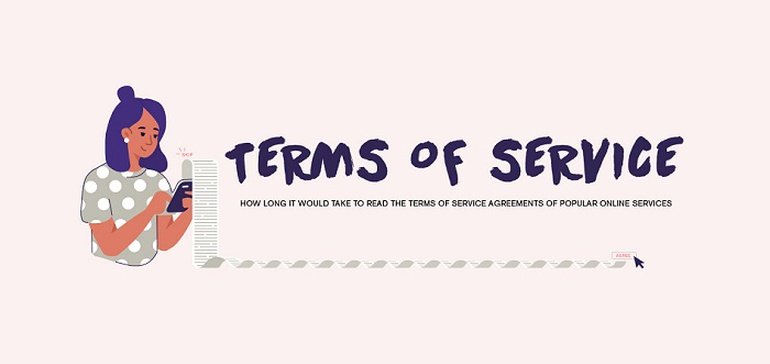 TERMS OF SERVICE
HOW LONG IT WOULD TAKE TO READ THE TERMS OF SERVICE AGREEMENTS OF POPULAR ONLINE SERVICES
AGREE